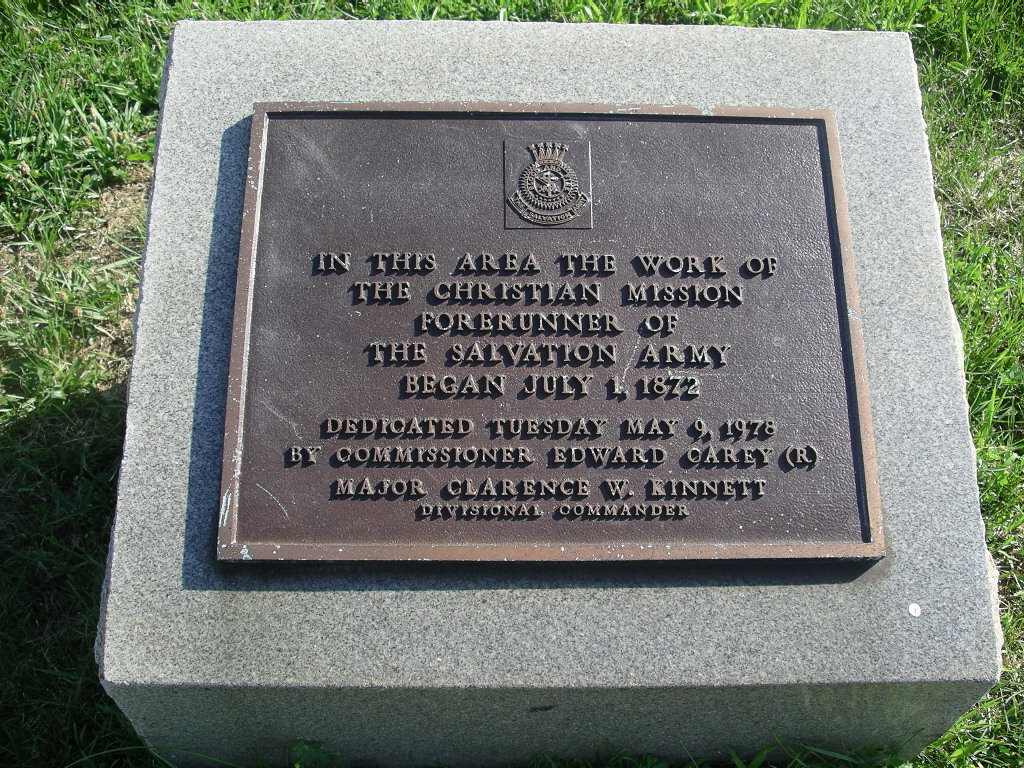 SALVATION
IN THIS AREA THE WORK OF
THE CHRISTIAN MISSION
FORERUNNER OF
THE SALVATION ARMY
BEGAN JULY 1, 1872
DEDICATED TUESDAY MAY 9, 1978
BY COMMISSIONER EDWARD CAREY (R)
MAJOR CLARENCE W. KINNETT
DIVISIONAL COMMANDER